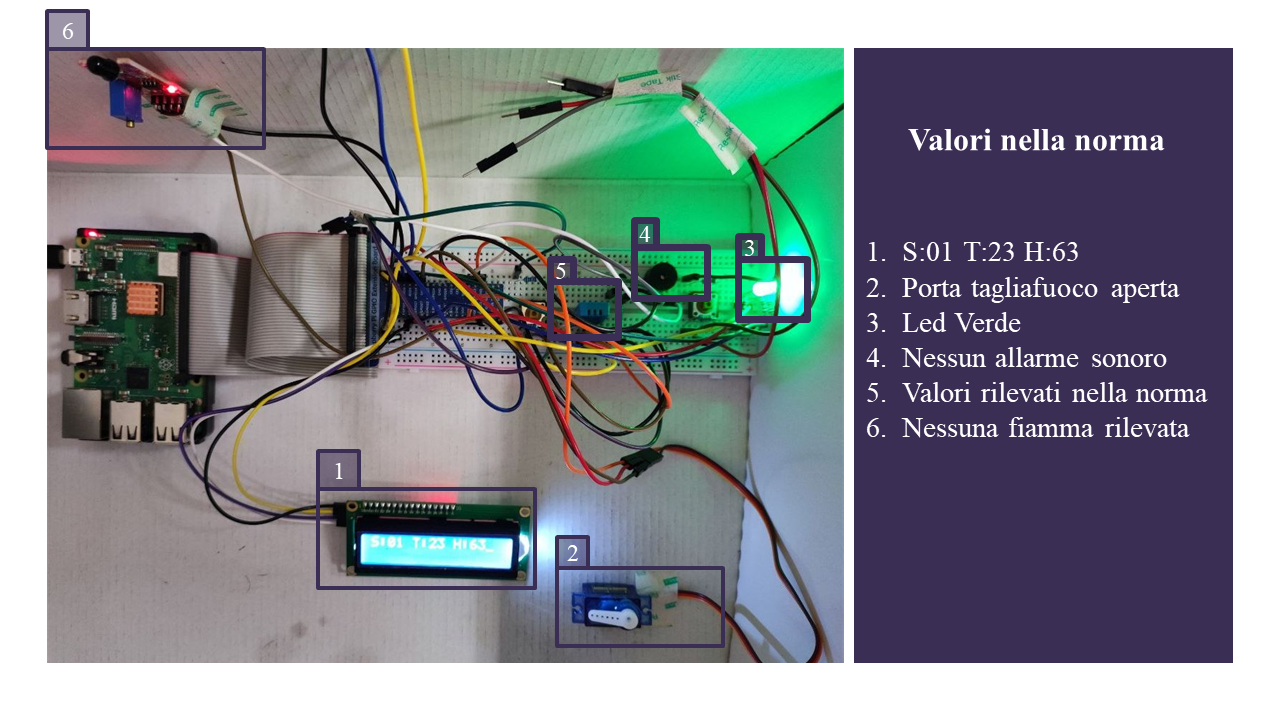 6
Valori nella norma
4
3
5
1. S:01 T:23 H:63
2. Porta tagliafuoco aperta
3. Led Verde
4. Nessun allarme sonoro
5. Valori rilevati nella norma
6. Nessuna fiamma rilevata
1
S:01 T:23 H:63_
2